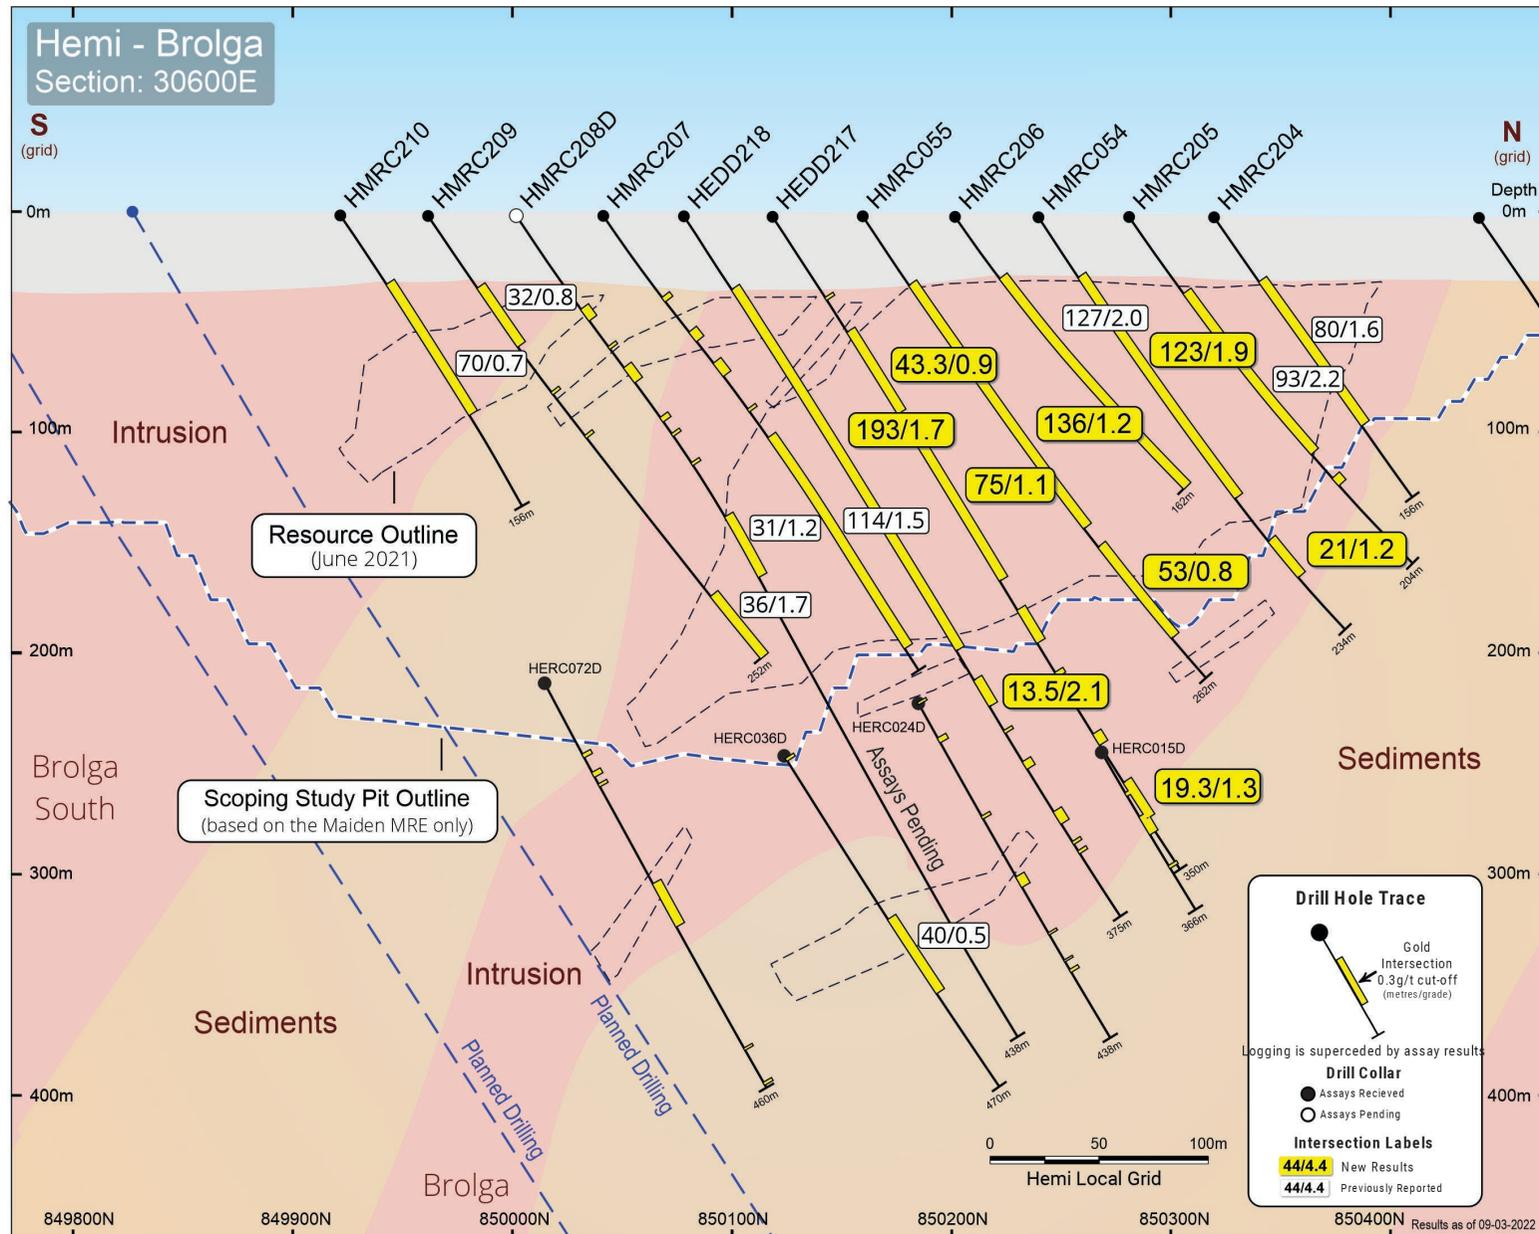 Hemi - Brolga
Section: 30600E
S
(grid)
N
(grid)
HMRC210
HMRC209
HMRC208D
HMRC207
HEDD218
HEDD217
HMRC055
HMRC206
HMRC054
HMRC205
HMRC204
Depth
0m
0m
32/0.8
127/2.0
80/1.6
123/1.9
70/0.7
43.3/0.9
93/2.2
Intrusion
100m
100m
193/1.7
136/1.2
75/1.1
162m
156m
156m
31/1.2
114/1.5
Resource Outline
(June 2021)
53/0.8
21/1.2
204m
36/1.7
234m
200m
200m
252m
262m
HERC072D
13.5/2.1
HERC024D
HERC036D
HERC015D
Assays Pending
Sediments
Brolga
South
Scoping Study Pit Outline
(based on the Maiden MRE only)
19.3/1.3
300m
300m
350m
375m
366m
40/0.5
Intrusion
Sediments
Planned Drilling
Planned Drilling
438m
438m
460m
470m
400m
400m
Brolga
0
50
100m
Hemi Local Grid
Drill Hole Trace
Gold
Intersection
0.3g/t cut-off
(metres/grade)
Logging is superceded by assay results
Drill Collar
Assays Recieved
Assays Pending
Intersection Labels
44/4.4 New Results
44/4.4 Previously Reported
849800N
849900N
850000N
850100N
850200N
850300N
850400N
Results as of 09-03-2022